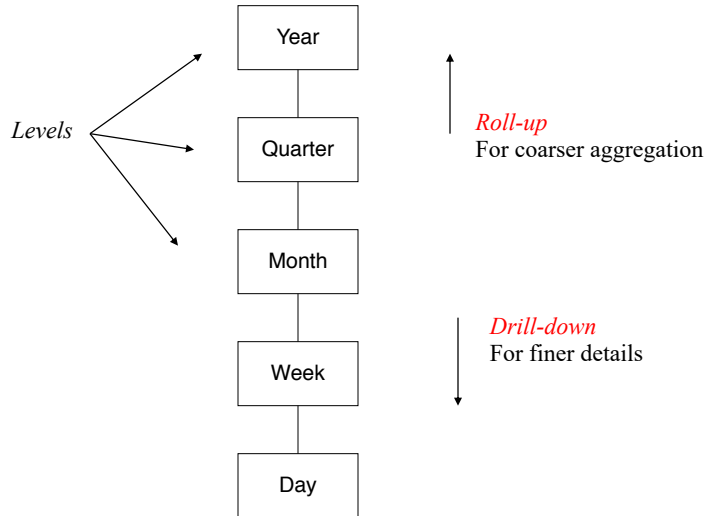 Year
Levels
Roll-up
For coarser aggregation
Quarter
Month
Drill-down
For finer details
Week
Day